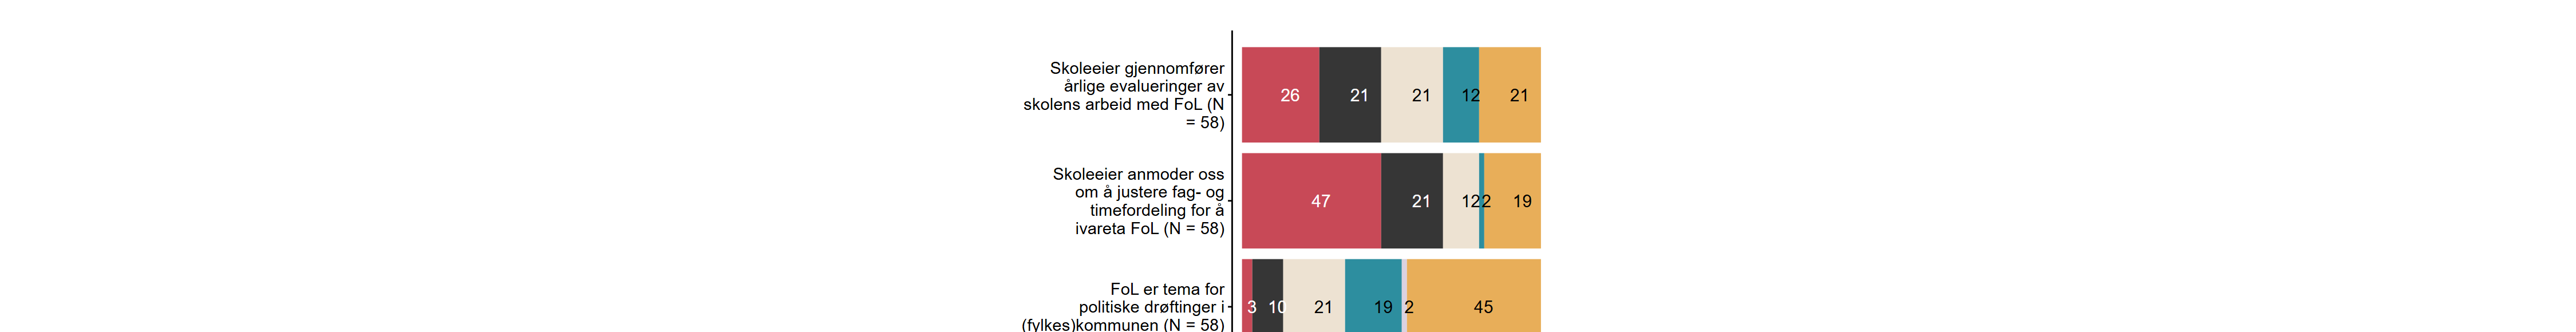 Skoleeier gjennomfører
årlige evalueringer av
skolens arbeid med FoL (N
= 58)
26 21 21 12 21
Skoleeier anmoder oss
om å justere fag- og
timefordeling for å
ivareta FoL (N = 58)
47 21 12 2 19
FoL er tema for
politiske drøftinger i
(fylkes)kommunen (N = 58)
3 10 21 19 2 45